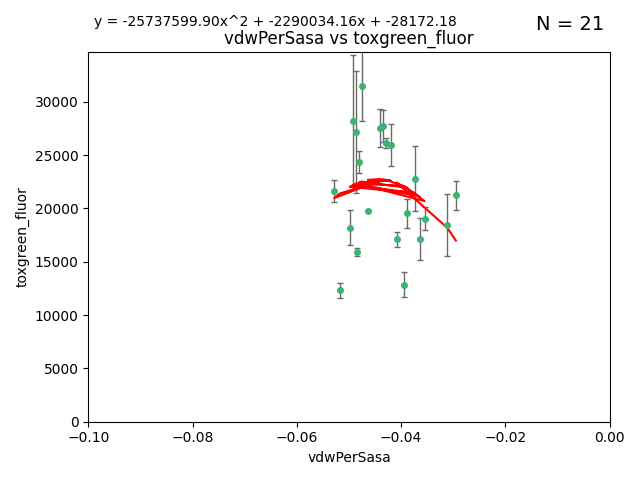 y = -25737599.90x^2 + -2290034.16x + -28172.18
N = 21
vdwPerSasa vs toxgreen_fluor
30000
25000
20000
15000
10000
5000
0
toxgreen_fluor
−0.10
−0.08
−0.06
−0.04
−0.02
0.00
vdwPerSasa